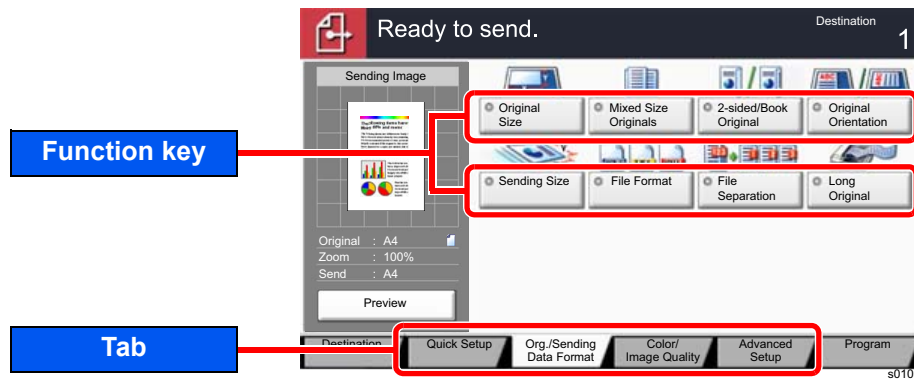 Ready to send.
Destination
1
Sending Image
Original
Size
Mixed Size
Originals
2-sided/Book
Original
Original
Orientation
Function key
Sending Size
File Format
File
Separation
Long
Original
Original : A4
Zoom : 100%
Send : A4
Preview
Tab
Destination
Quick Setup
Org./Sending
Data Format
Color/
Image Quality
Advanced
Setup
Program
s010